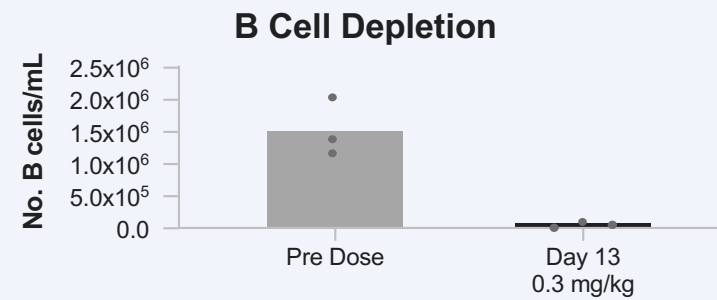 B Cell Depletion
No. B cells/mL
2.5x10⁶
2.0x10⁶
1.5x10⁶
1.0x10⁶
5.0x10⁵
0.0
Pre Dose
Day 13
0.3 mg/kg